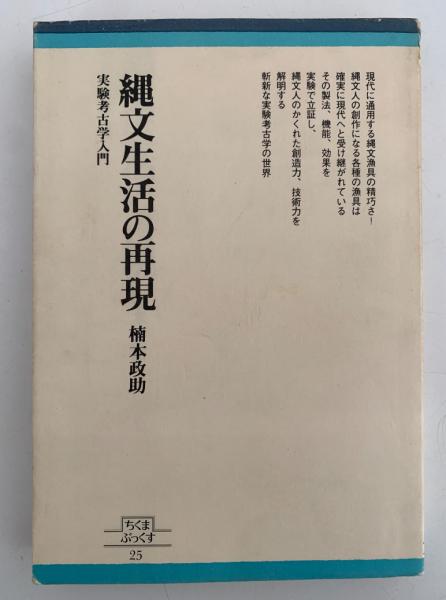 現代に通用する縄文漁具の精巧さ!
縄文人の創作になる各種の漁具は
確実に現代へと受け継がれている
その製法、機能、効果を
実験で立証し、
縄文人のかくれた創造力、技術力を
解明する
斬新な実験考古学の世界
縄文生活の再現
実験考古学入門
楠本政助
ちくま
ぶっくす
25